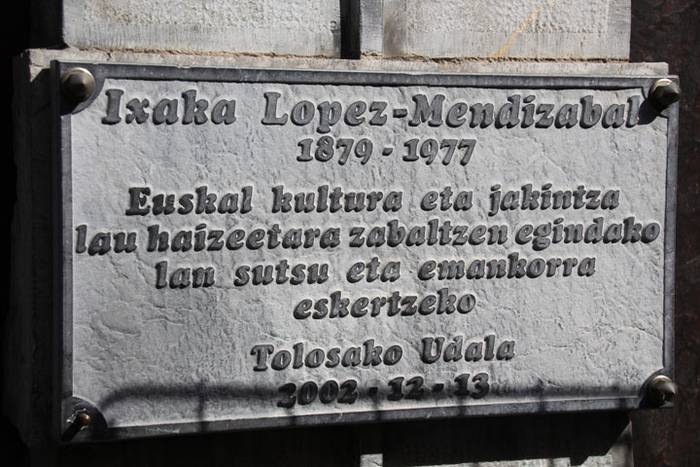 Ixaka Lopez-Mendizabal
1879 - 1977
Euskal kultura eta jakintza
lau haizeetara zabaltzen egindako
lan sutsu eta emankorra
eskertzeko
Tolosako Udala
2002 - 12 - 13